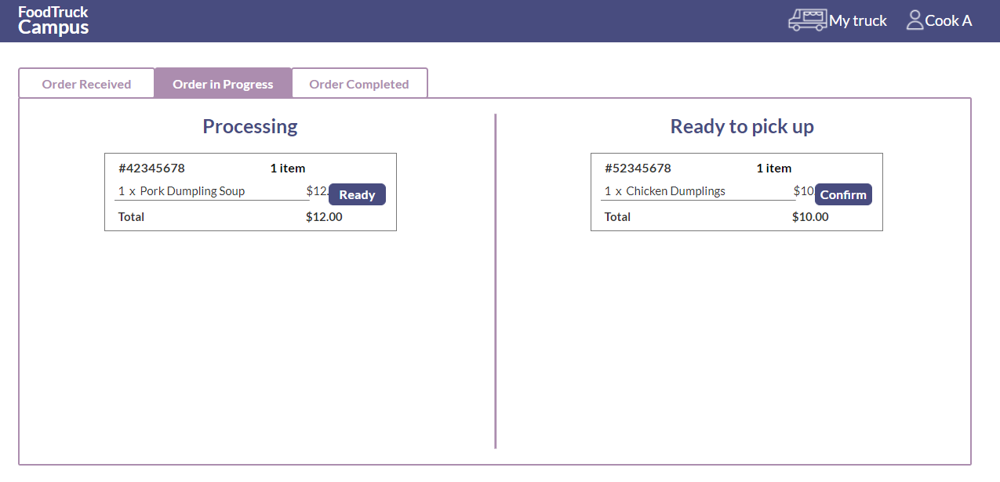 FoodTruck
Campus
My truck
Cook A
Order Received
Order in Progress
Order Completed
Processing
#42345678 1 item
1 x Pork Dumpling Soup $12.
Ready
Total $12.00
Ready to pick up
#52345678 1 item
1 x Chicken Dumplings $10
Confirm
Total $10.00